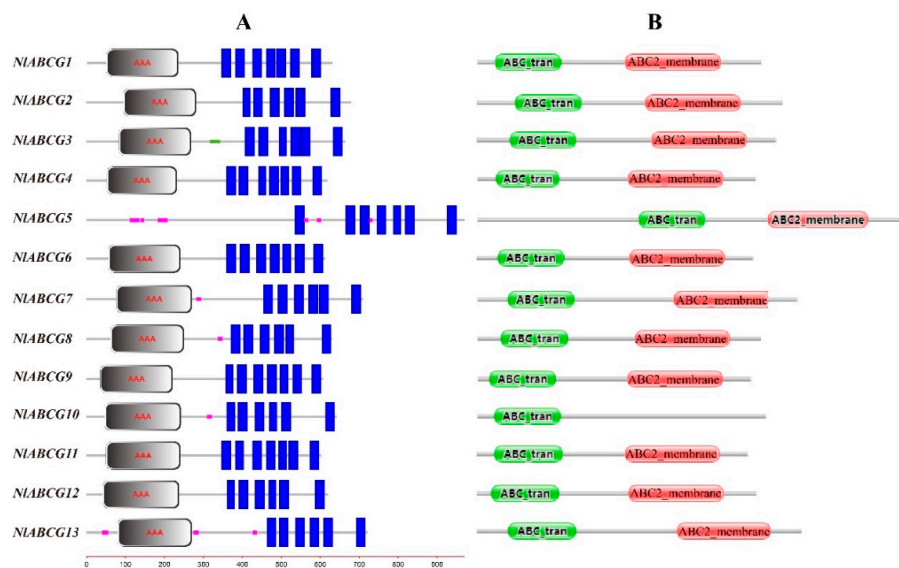 A B
NlABCG1 AAA ABC_tran ABC2_membrane
NlABCG2 AAA ABC_tran ABC2_membrane
NlABCG3 AAA ABC_tran ABC2_membrane
NlABCG4 AAA ABC_tran ABC2_membrane
NlABCG5 ABC_tran ABC2_membrane
NlABCG6 AAA ABC_tran ABC2_membrane
NlABCG7 AAA ABC_tran ABC2_membrane
NlABCG8 AAA ABC_tran ABC2_membrane
NlABCG9 AAA ABC_tran ABC2_membrane
NlABCG10 AAA ABC_tran
NlABCG11 AAA ABC_tran ABC2_membrane
NlABCG12 AAA ABC_tran ABC2_membrane
NlABCG13 AAA ABC_tran ABC2_membrane
0 100 200 300 400 500 600 700 800 900